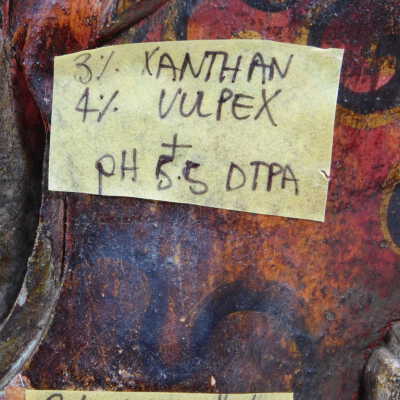 3% XANTHAN
4% VULPEX
+
pH 5.5 DTPA